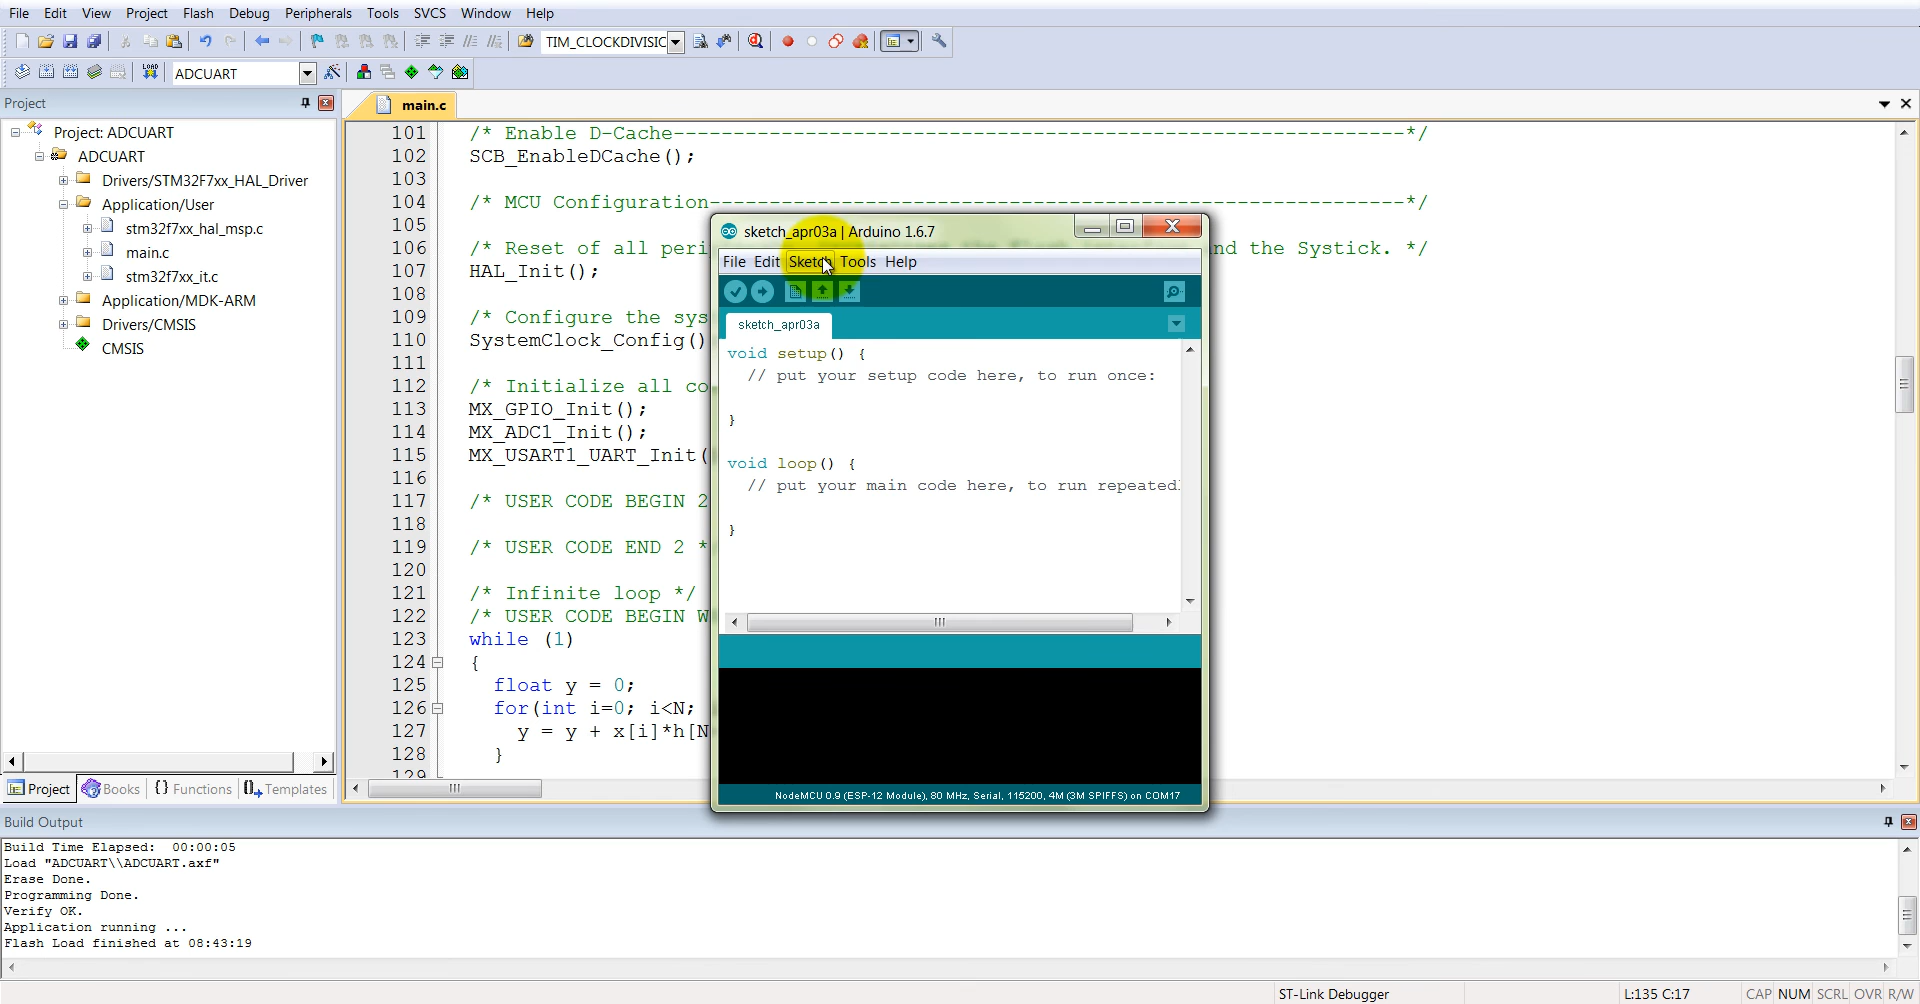 File Edit View Project Flash Debug Peripherals Tools SVCS Window Help
TIM_CLOCKDIVISIC
LOAD
ADCUART
Project
main.c
Project: ADCUART
ADCUART
Drivers/STM32F7xx_HAL_Driver
Application/User
stm32f7xx_hal_msp.c
main.c
stm32f7xx_it.c
Application/MDK-ARM
Drivers/CMSIS
CMSIS
101 /* Enable D-Cache-------------------------------------------------------------*/
102 SCB_EnableDCache();
103
104 /* MCU Configuration----------------------------------------------------------*/
105
106 /* Reset of all peri nd the Systick. */
107 HAL_Init();
108
109 /* Configure the sys
110 SystemClock_Config()
111
112 /* Initialize all co
113 MX_GPIO_Init();
114 MX_ADC1_Init();
115 MX_USART1_UART_Init(
116
117 /* USER CODE BEGIN 2
118
119 /* USER CODE END 2 *
120
121 /* Infinite loop */
122 /* USER CODE BEGIN W
123 while (1)
124 {
125 float y = 0;
126 for(int i=0; i<N;
127 y = y + x[i]*h[N
128 }
129
sketch_apr03a | Arduino 1.6.7
File Edit Sketch Tools Help
sketch_apr03a
void setup() {
// put your setup code here, to run once:
}
void loop() {
// put your main code here, to run repeatedl
}
NodeMCU 0.9 (ESP-12 Module), 80 MHz, Serial, 115200, 4M (3M SPIFFS) on COM17
Project Books {} Functions Templates
Build Output
Build Time Elapsed: 00:00:05
Load "ADCUART\\ADCUART.axf"
Erase Done.
Programming Done.
Verify OK.
Application running ...
Flash Load finished at 08:43:19
ST-Link Debugger L:135 C:17 CAP NUM SCRL OVR R/W